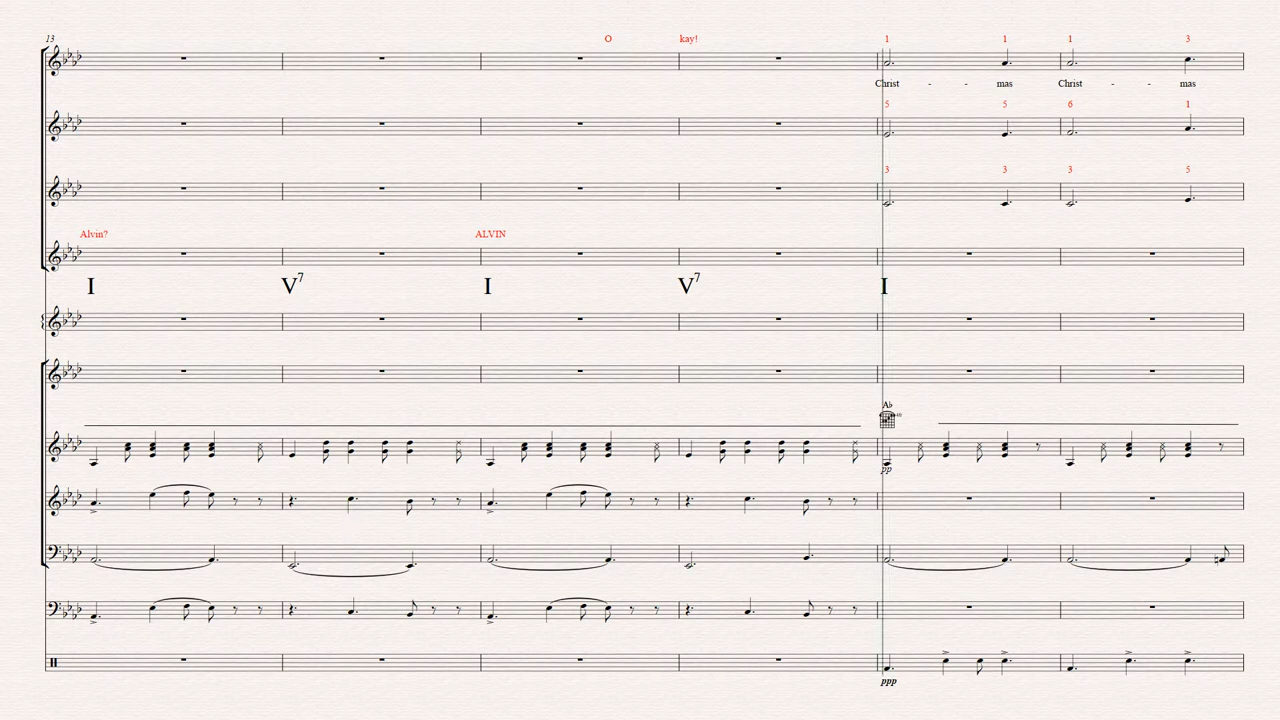 13
O kay! 1 1 1 3
Christ - - mas Christ - - mas
5 5 6 1
3 3 3 5
Alvin? ALVIN
I V7 I V7 I
A♭
pp
ppp